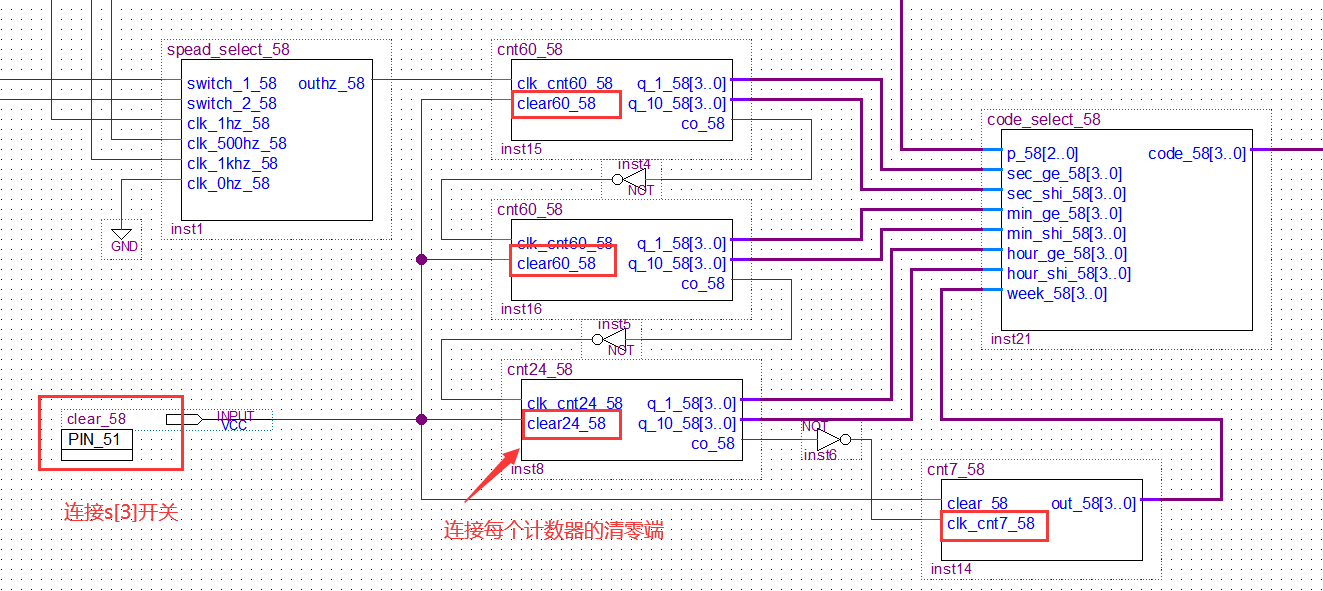 spead_select_58
switch_1_58
outhz_58
switch_2_58
clk_1hz_58
clk_500hz_58
clk_1khz_58
clk_0hz_58
GND
inst1
cnt60_58
clk_cnt60_58
q_1_58[3..0]
clear60_58
q_10_58[3..0]
co_58
inst15
inst4
NOT
cnt60_58
clk_cnt60_58
q_1_58[3..0]
clear60_58
q_10_58[3..0]
co_58
inst16
inst5
NOT
cnt24_58
clk_cnt24_58
q_1_58[3..0]
clear24_58
q_10_58[3..0]
co_58
inst8
NOT
inst6
code_select_58
p_58[2..0]
code_58[3..0]
sec_ge_58[3..0]
sec_shi_58[3..0]
min_ge_58[3..0]
min_shi_58[3..0]
hour_ge_58[3..0]
hour_shi_58[3..0]
week_58[3..0]
inst21
clear_58
INPUT
VCC
PIN_51
连接s[3]开关
连接每个计数器的清零端
cnt7_58
clear_58
out_58[3..0]
clk_cnt7_58
inst14